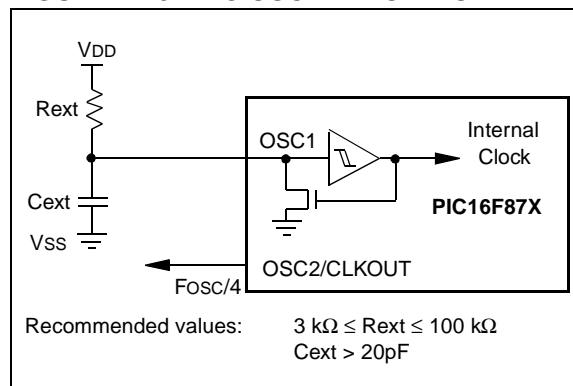 VDD
Rext
OSC1
Internal
Clock
Cext
PIC16F87X
VSS
OSC2/CLKOUT
FOSC/4
Recommended values: 3 kΩ ≤ Rext ≤ 100 kΩ
Cext > 20pF